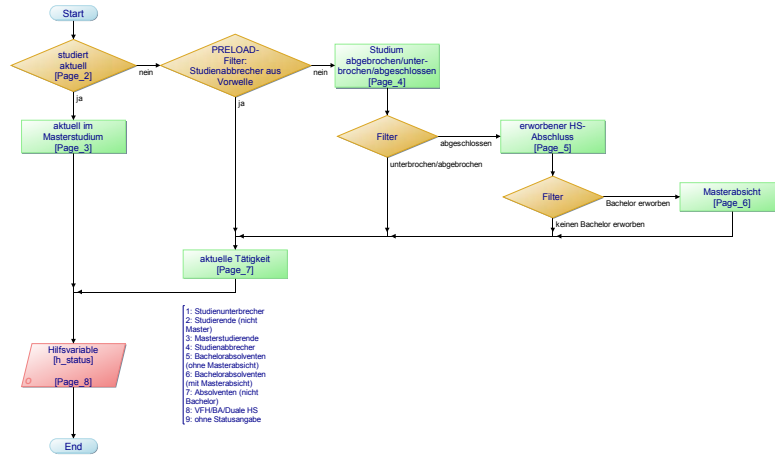 Start
studiert
aktuell
[Page_2]
nein
ja
PRELOAD-
Filter:
Studienabbrecher aus
Vorwelle
nein
ja
Studium
abgebrochen/unter-
brochen/abgeschlossen
[Page_4]
aktuell im
Masterstudium
[Page_3]
Filter
abgeschlossen
unterbrochen/abgebrochen
erworbener HS-
Abschluss
[Page_5]
Filter
Bachelor erworben
keinen Bachelor erworben
Masterabsicht
[Page_6]
aktuelle Tätigkeit
[Page_7]
1: Studienunterbrecher
2: Studierende (nicht
Master)
3: Masterstudierende
4: Studienabbrecher
5: Bachelorabsolventen
(ohne Masterabsicht)
6: Bachelorabsolventen
(mit Masterabsicht)
7: Absolventen (nicht
Bachelor)
8: VFH/BA/Duale HS
9: ohne Statusangabe
Hilfsvariable
[h_status]
[Page_8]
End